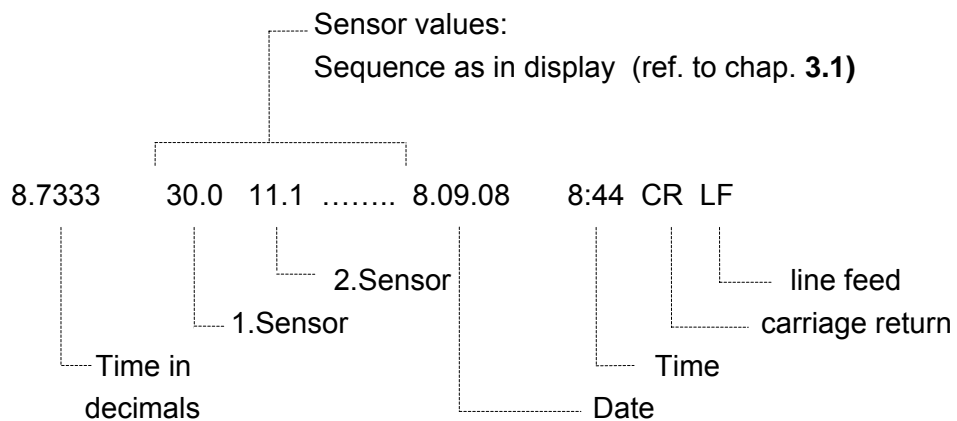 Sensor values:
Sequence as in display (ref. to chap. 3.1)
8.7333 30.0 11.1 …….. 8.09.08 8:44 CR LF
2.Sensor
line feed
1.Sensor
carriage return
Time in
decimals
Time
Date